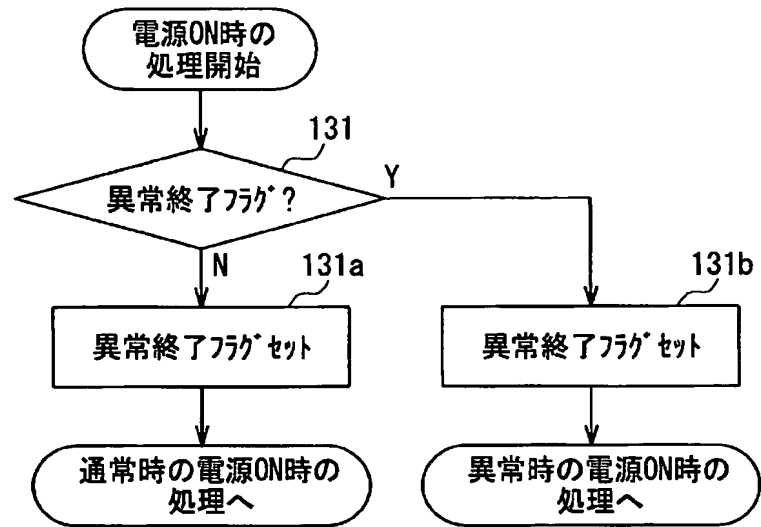 電源ON時の
処理開始
131
異常終了ﾌﾗｸﾞ?
Y
N
131a
異常終了ﾌﾗｸﾞｾｯﾄ
131b
異常終了ﾌﾗｸﾞｾｯﾄ
通常時の電源ON時の
処理へ
異常時の電源ON時の
処理へ